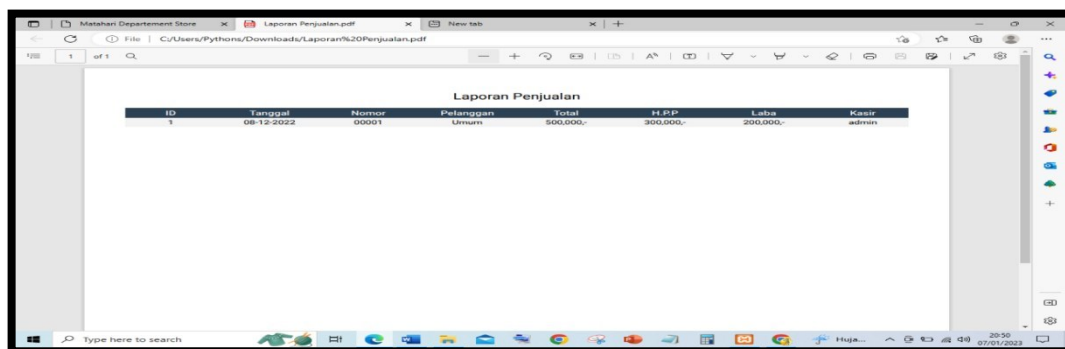 Matahari Departement Store
Laporan Penjualan.pdf
New tab
File | C:/Users/Pythons/Downloads/Laporan%20Penjualan.pdf
1 of 1
Laporan Penjualan
ID Tanggal Nomor Pelanggan Total H.P.P Laba Kasir
1 08-12-2022 00001 Umum 500,000,- 300,000,- 200,000,- admin
Type here to search
Huja...
20:50
07/01/2023